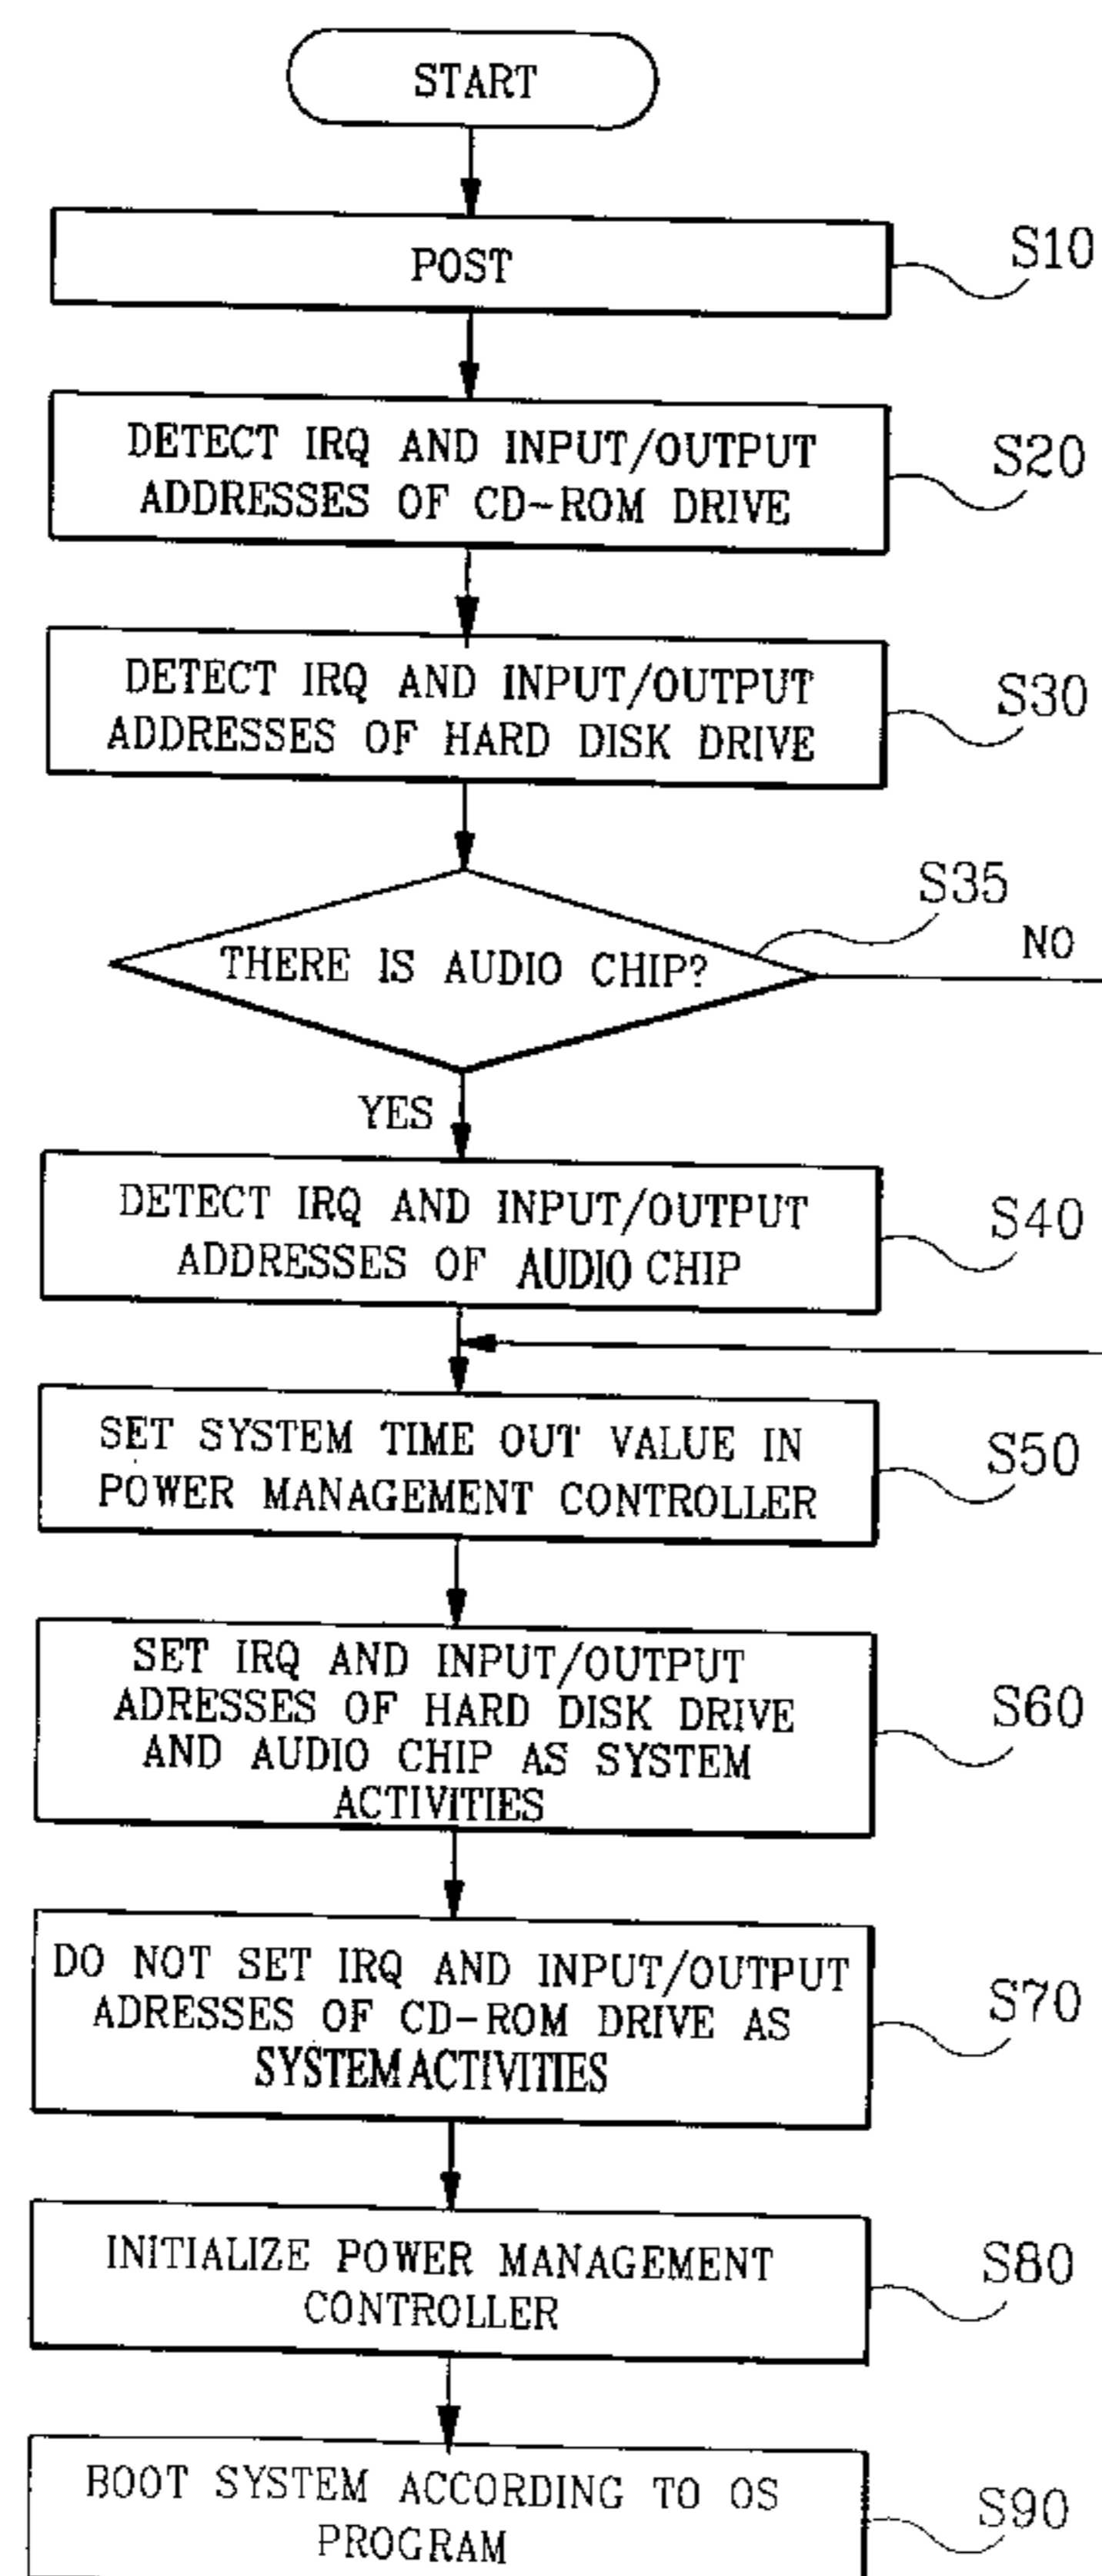 START
POST
S10
DETECT IRQ AND INPUT/OUTPUT
ADDRESSES OF CD-ROM DRIVE
S20
DETECT IRQ AND INPUT/OUTPUT
ADDRESSES OF HARD DISK DRIVE
S30
S35
THERE IS AUDIO CHIP?
NO
YES
DETECT IRQ AND INPUT/OUTPUT
ADDRESSES OF AUDIO CHIP
S40
SET SYSTEM TIME OUT VALUE IN
POWER MANAGEMENT CONTROLLER
S50
SET IRQ AND INPUT/OUTPUT
ADRESSES OF HARD DISK DRIVE
AND AUDIO CHIP AS SYSTEM
ACTIVITIES
S60
DO NOT SET IRQ AND INPUT/OUTPUT
ADRESSES OF CD-ROM DRIVE AS
SYSTEM ACTIVITIES
S70
INITIALIZE POWER MANAGEMENT
CONTROLLER
S80
BOOT SYSTEM ACCORDING TO OS
PROGRAM
S90